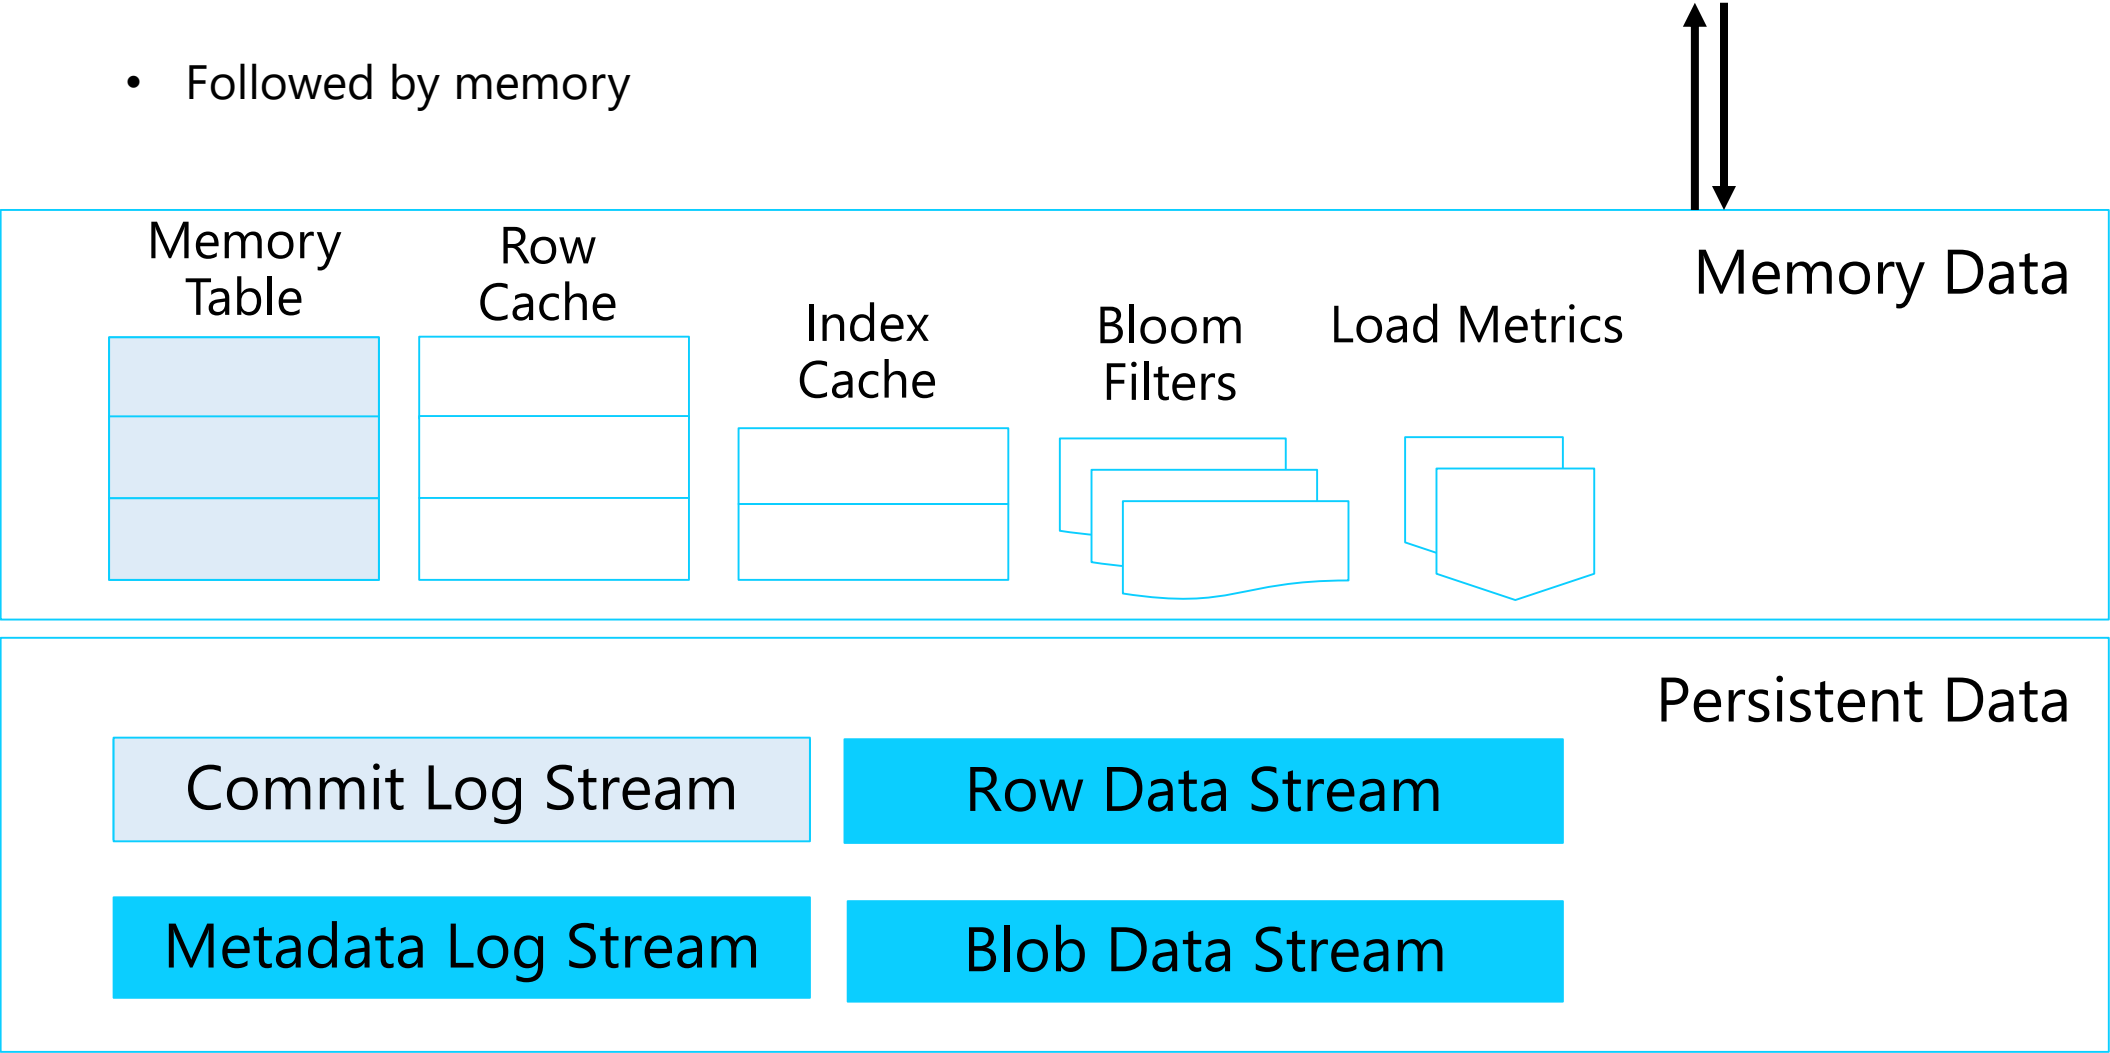 • Followed by memory
Memory
Table
Row
Cache
Index
Cache
Bloom
Filters
Load Metrics
Memory Data
Persistent Data
Commit Log Stream
Row Data Stream
Metadata Log Stream
Blob Data Stream